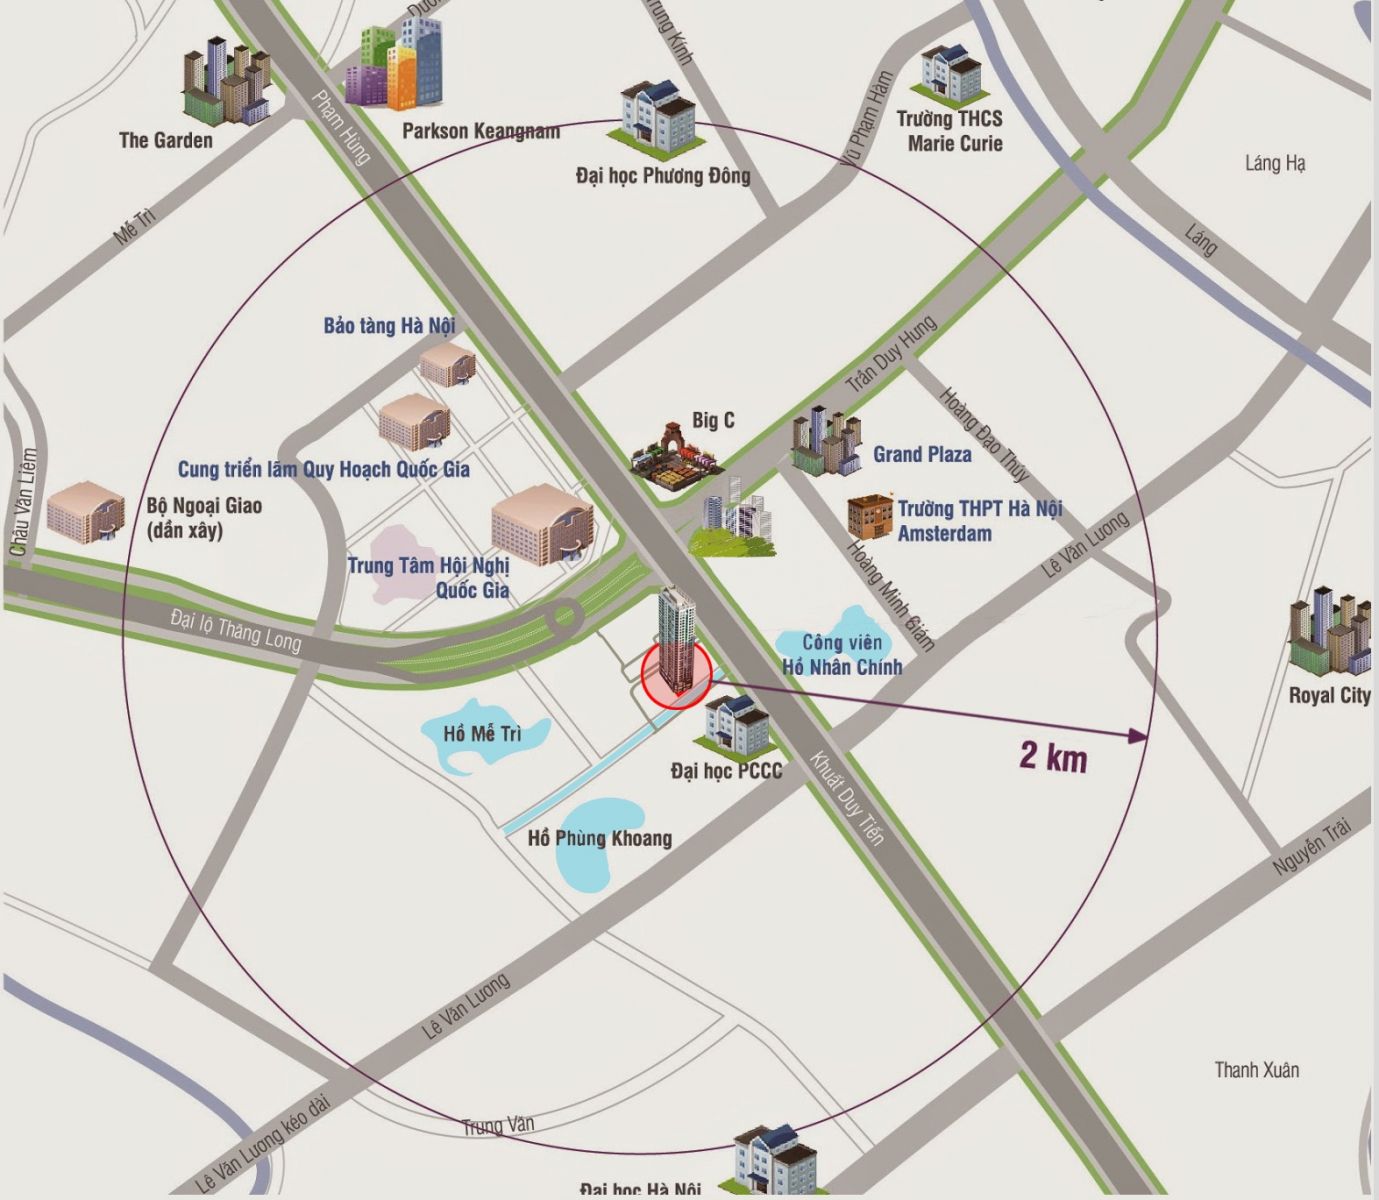 Phạm Hùng
The Garden
Parkson Keangnam
Trung Kính
Đại học Phương Đông
Vũ Phạm Hàm
Trường THCS
Marie Curie
Láng Hạ
Láng
Mễ Trì
Bảo tàng Hà Nội
Trần Duy Hưng
Big C
Hoàng Đạo Thúy
Grand Plaza
Cung triển lãm Quy Hoạch Quốc Gia
Châu Văn Liêm
Bộ Ngoại Giao
(dần xây)
Trường THPT Hà Nội
Amsterdam
Lê Văn Lương
Trung Tâm Hội Nghị
Quốc Gia
Hoàng Minh Giám
Đại lộ Thăng Long
Công viên
Hồ Nhân Chính
Royal City
Hồ Mễ Trì
2 km
Đại học PCCC
Khuất Duy Tiến
Hồ Phùng Khoang
Nguyễn Trãi
Lê Văn Lương
Thanh Xuân
Trung Văn
Lê Văn Lương kéo dài
Đại học Hà Nội